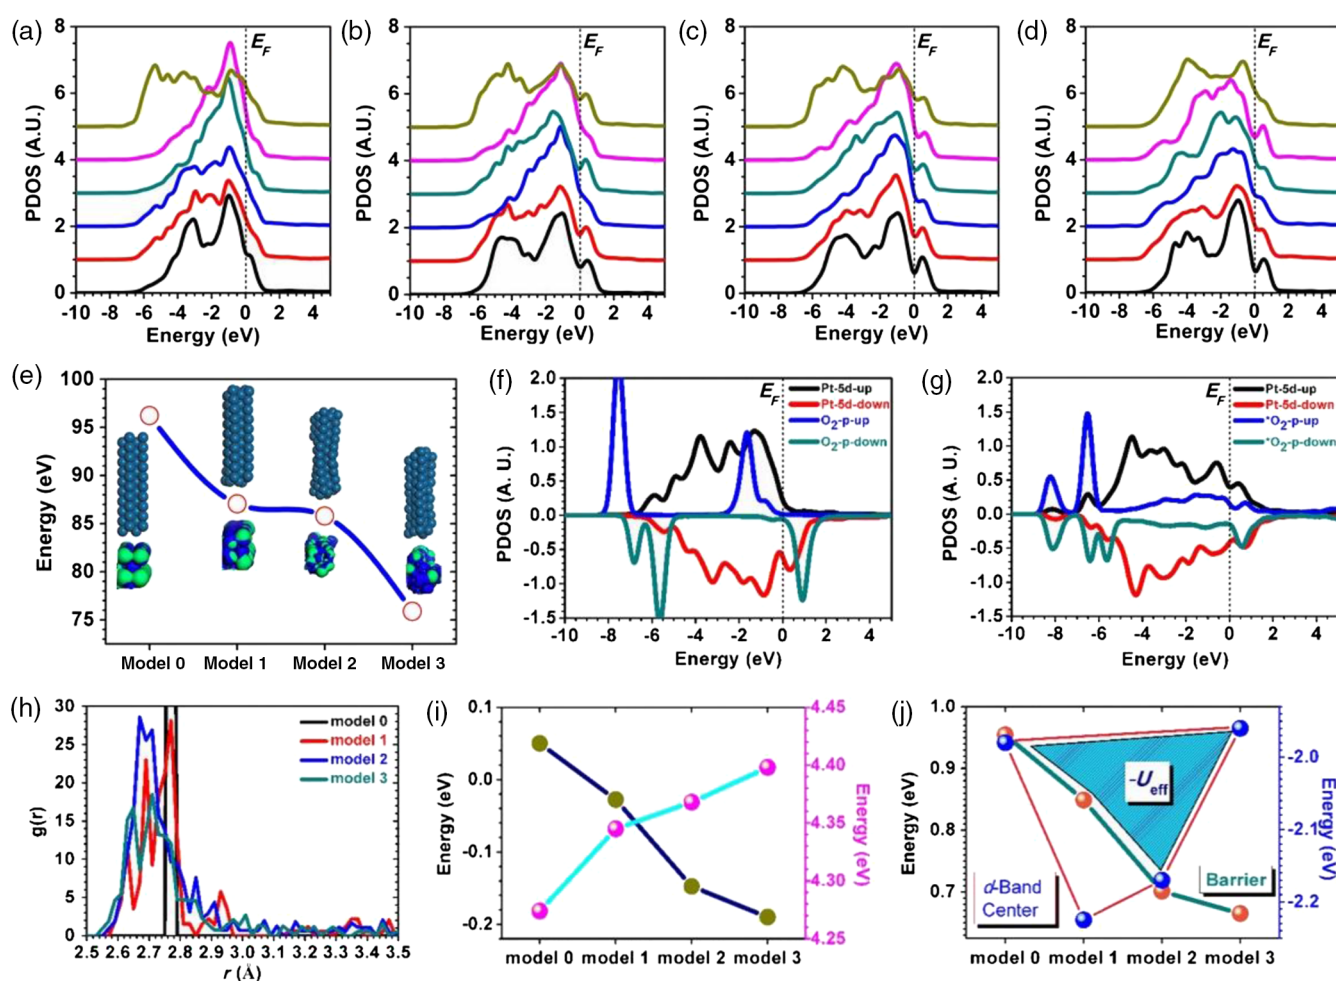 (a)
8
6
4
2
0
PDOS (A.U.)
E_F
-10 -8 -6 -4 -2 0 2 4
Energy (eV)
(b)
8
6
4
2
0
PDOS (A.U.)
E_F
-10 -8 -6 -4 -2 0 2 4
Energy (eV)
(c)
8
6
4
2
0
PDOS (A.U.)
E_F
-10 -8 -6 -4 -2 0 2 4
Energy (eV)
(d)
8
6
4
2
0
PDOS (A.U.)
E_F
-10 -8 -6 -4 -2 0 2 4
Energy (eV)
(e)
100
95
90
85
80
75
Energy (eV)
Model 0 Model 1 Model 2 Model 3
(f)
2.0
1.5
1.0
0.5
0.0
-0.5
-1.0
-1.5
PDOS (A. U.)
E_F
Pt-5d-up
Pt-5d-down
O₂-p-up
O₂-p-down
-10 -8 -6 -4 -2 0 2 4
Energy (eV)
(g)
2.0
1.5
1.0
0.5
0.0
-0.5
-1.0
-1.5
PDOS (A. U.)
E_F
Pt-5d-up
Pt-5d-down
*O₂-p-up
*O₂-p-down
-10 -8 -6 -4 -2 0 2 4
Energy (eV)
(h)
30
25
20
15
10
5
0
g(r)
model 0
model 1
model 2
model 3
2.5 2.6 2.7 2.8 2.9 3.0 3.1 3.2 3.3 3.4 3.5
r (Å)
(i)
0.1
0.0
-0.1
-0.2
Energy (eV)
4.45
4.40
4.35
4.30
4.25
Energy (eV)
model 0 model 1 model 2 model 3
(j)
1.0
0.9
0.8
0.7
Energy (eV)
-U_eff
d-Band
Center
Barrier
-2.0
-2.1
-2.2
Energy (eV)
model 0 model 1 model 2 model 3